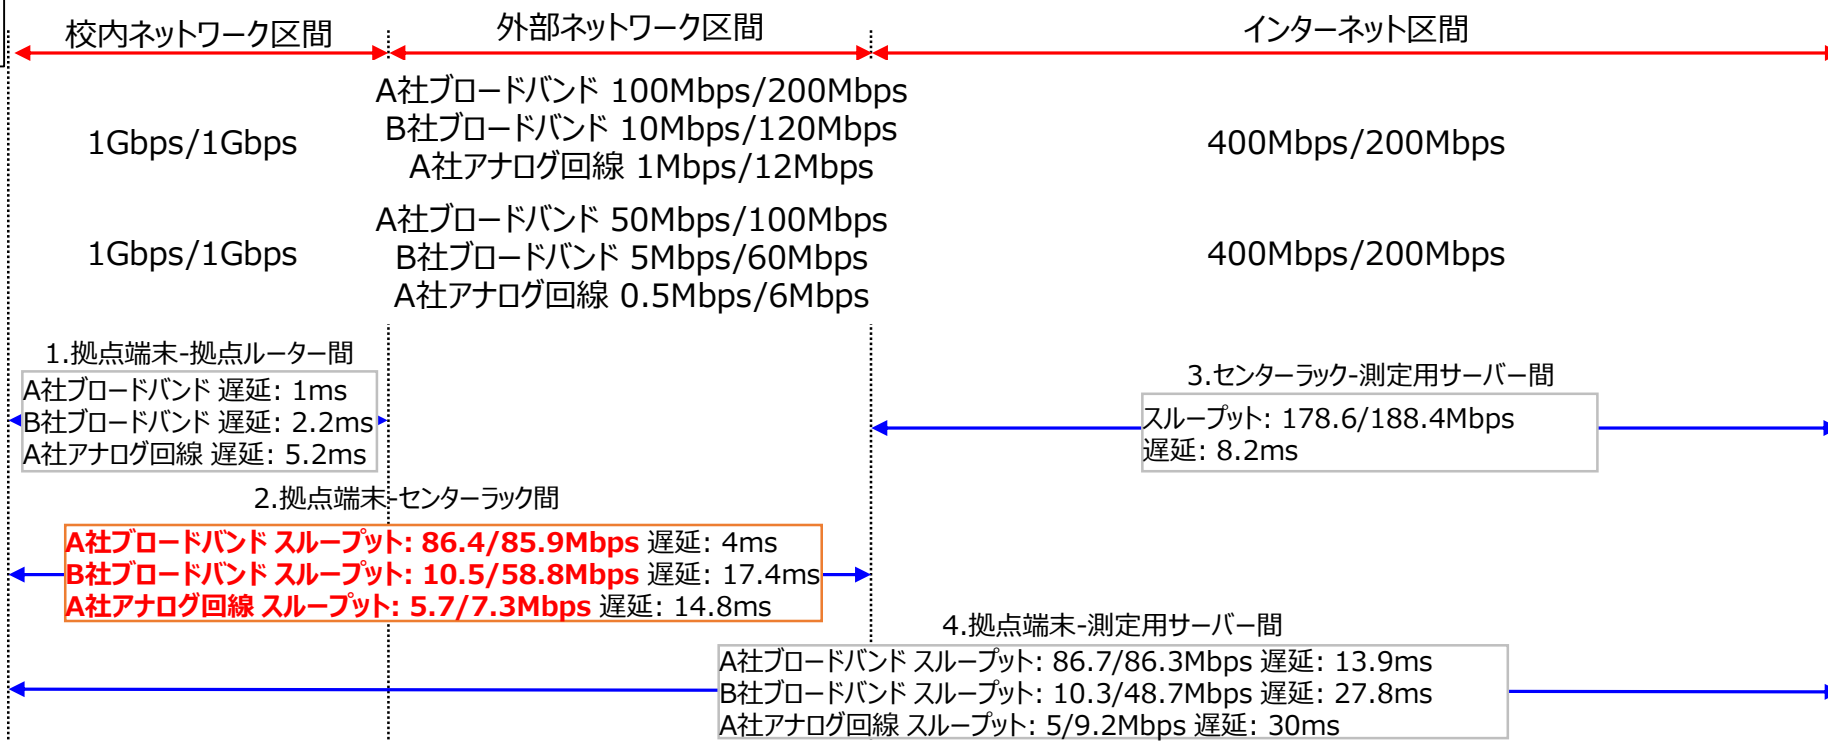 校内ネットワーク区間
外部ネットワーク区間
インターネット区間
1Gbps/1Gbps
A社ブロードバンド 100Mbps/200Mbps
B社ブロードバンド 10Mbps/120Mbps
A社アナログ回線 1Mbps/12Mbps
400Mbps/200Mbps
1Gbps/1Gbps
A社ブロードバンド 50Mbps/100Mbps
B社ブロードバンド 5Mbps/60Mbps
A社アナログ回線 0.5Mbps/6Mbps
400Mbps/200Mbps
1.拠点端末-拠点ルーター間
A社ブロードバンド 遅延: 1ms
B社ブロードバンド 遅延: 2.2ms
A社アナログ回線 遅延: 5.2ms
3.センターラック-測定用サーバー間
スループット: 178.6/188.4Mbps
遅延: 8.2ms
2.拠点端末-センターラック間
A社ブロードバンド スループット: 86.4/85.9Mbps 遅延: 4ms
B社ブロードバンド スループット: 10.5/58.8Mbps 遅延: 17.4ms
A社アナログ回線 スループット: 5.7/7.3Mbps 遅延: 14.8ms
4.拠点端末-測定用サーバー間
A社ブロードバンド スループット: 86.7/86.3Mbps 遅延: 13.9ms
B社ブロードバンド スループット: 10.3/48.7Mbps 遅延: 27.8ms
A社アナログ回線 スループット: 5/9.2Mbps 遅延: 30ms